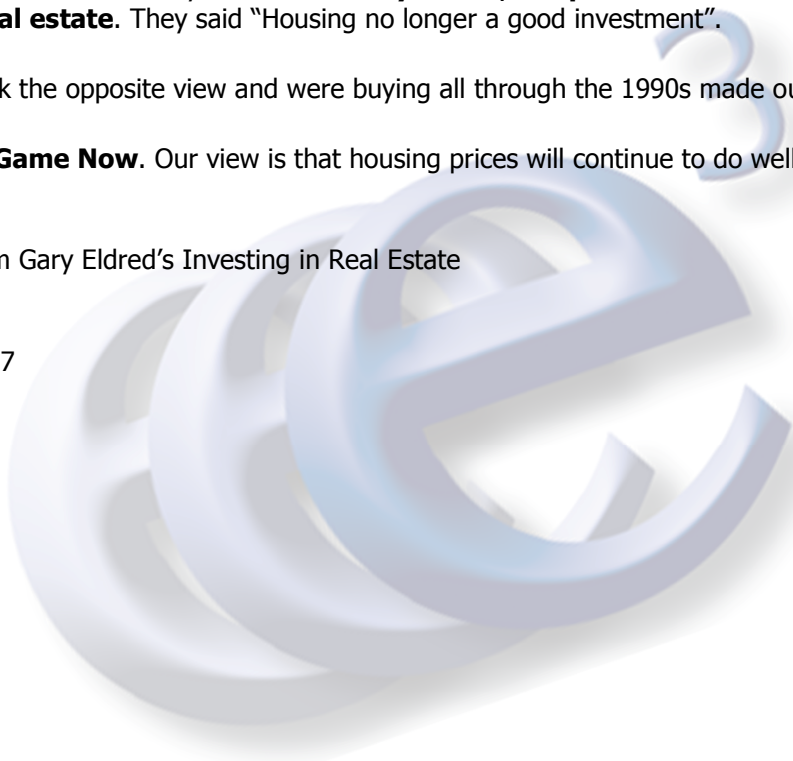 al estate. They said “Housing no longer a good investment”.
k the opposite view and were buying all through the 1990s made ou
Game Now. Our view is that housing prices will continue to do well
n Gary Eldred’s Investing in Real Estate
7
e3